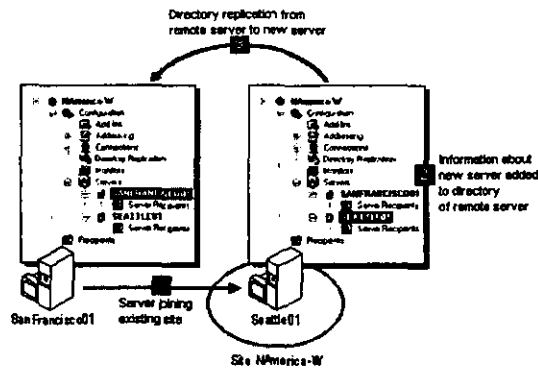 Directory replication from
remote server to new server
NAmerica-W
Configuration
Add-Ins
Addressing
Connections
Directory Replication
Monitors
Servers
SANFRANCISCO01
Server Recipients
SEATTLE01
Server Recipients
Recipients
NAmerica-W
Configuration
Add-Ins
Addressing
Connections
Directory Replication
Monitors
Servers
SANFRANCISCO01
Server Recipients
SEATTLE01
Server Recipients
Recipients
Information about
new server added
to directory
of remote server
Server joining
existing site
SanFrancisco01
Seattle01
Site NAmerica-W